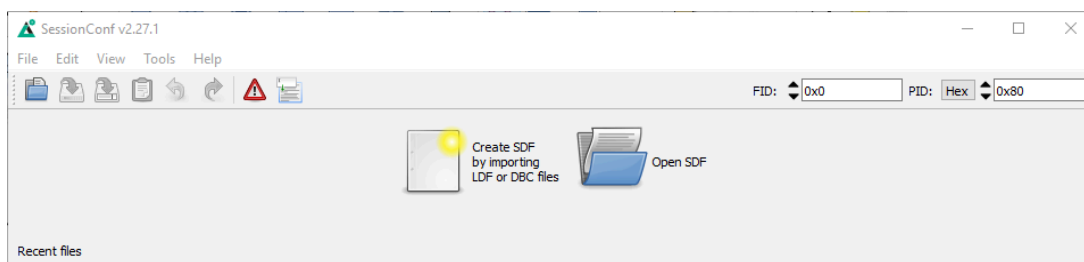 SessionConf v2.27.1
File Edit View Tools Help
FID: 0x0 PID: Hex 0x80
Create SDF
by importing
LDF or DBC files
Open SDF
Recent files